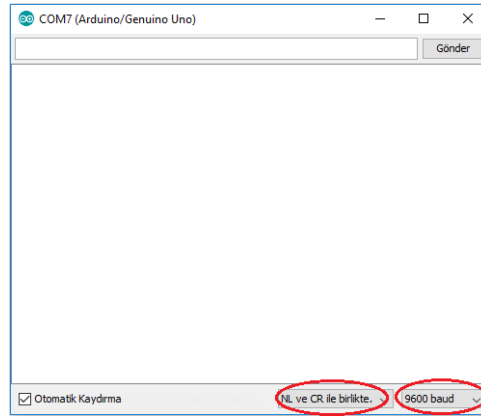 COM7 (Arduino/Genuino Uno)
Gönder
Otomatik Kaydırma
NL ve CR ile birlikte.
9600 baud